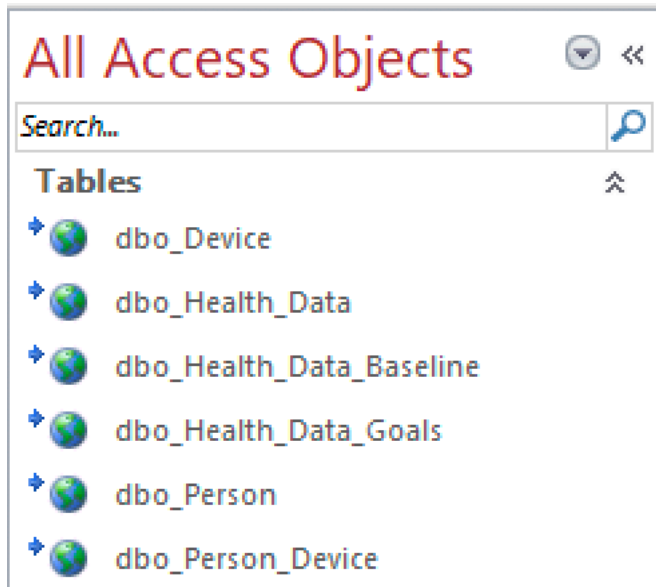 All Access Objects
Search...
Tables
dbo_Device
dbo_Health_Data
dbo_Health_Data_Baseline
dbo_Health_Data_Goals
dbo_Person
dbo_Person_Device